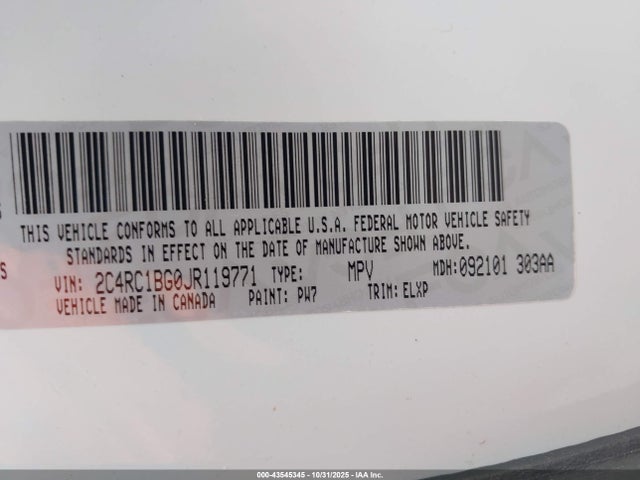 THIS VEHICLE CONFORMS TO ALL APPLICABLE U.S.A. FEDERAL MOTOR VEHICLE SAFETY
STANDARDS IN EFFECT ON THE DATE OF MANUFACTURE SHOWN ABOVE.
VIN: 2C4RC1BG0JR119771 TYPE: MPV MDH: 092101 303AA
VEHICLE MADE IN CANADA PAINT: PW7 TRIM: ELXP
000-43545345 - 10/31/2025 - IAA Inc.